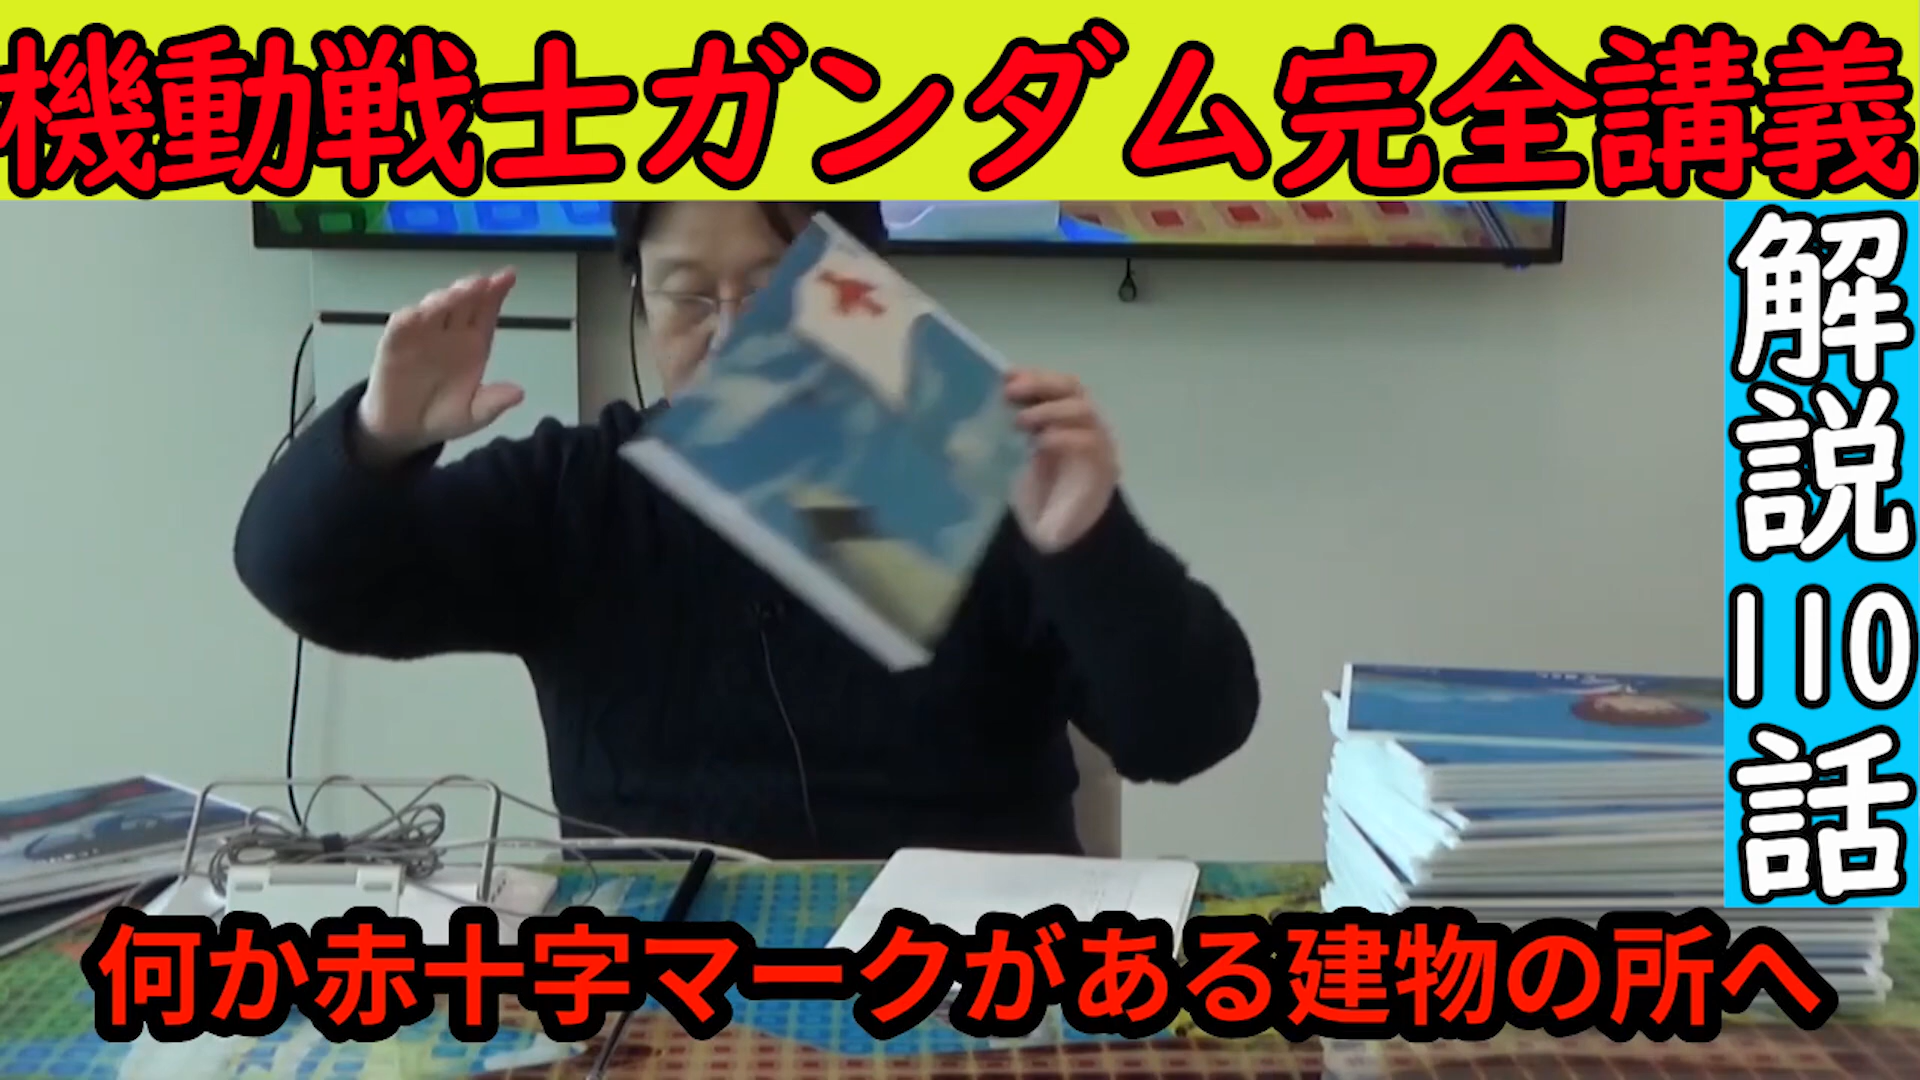 機動戦士ガンダム完全講義
解説110話
何か赤十字マークがある建物の所へ